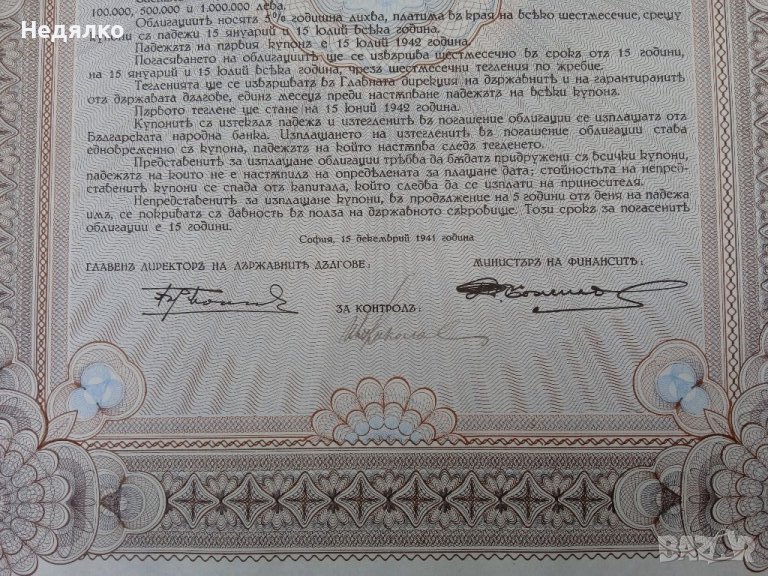 Недялко
100.000, 500.000 и 1.000.000 лева.
Облигациитѣ носятъ 5% годишна лихва, платима въ края на всѣко шестмесечие, срещу
купони съ падежи 15 януарий и 15 юлий всѣка година.
Падежътъ на първия купонъ е 15 юлий 1942 година.
Погасяването на облигациитѣ ще се извършва шестмесечно въ срокъ отъ 15 години,
на 15 януарий и 15 юлий всѣка година, чрезъ шестмесечни тегления по жребие.
Тегленията ще се извършватъ въ Главната дирекция на държавнитѣ и на гарантиранитѣ
отъ държавата дългове, единъ месецъ преди настѫпване падежътъ на всѣки купонъ.
Първото теглене ще стане на 15 юний 1942 година.
Купонитѣ съ изтекълъ падежъ и изтегленитѣ въ погашение облигации се изплащатъ отъ
Българската народна банка. Изплащането на изтегленитѣ въ погашение облигации става
едновременно съ купона, падежътъ на който настѫпва следъ тегленето.
Представенитѣ за изплащане облигации трѣбва да бѫдатъ придружени съ всички купони,
падежътъ на които не е настѫпилъ на опредѣлената за плащане дата; стойностьта на непред-
ставенитѣ купони се спада отъ капитала, който следва да се изплати на приносителя.
Непредставенитѣ за изплащане купони, въ продължение на 5 години отъ деня на падежа
имъ, се покриватъ съ давность въ полза на държавното съкровище. Този срокъ за погасенитѣ
облигации е 15 години.
София, 15 декемврий 1941 година
ГЛАВЕНЪ ДИРЕКТОРЪ НА ДЪРЖАВНИТѢ ДЪЛГОВЕ:
МИНИСТЪРЪ НА ФИНАНСИТѢ:
ЗА КОНТРОЛЪ:
BAZAR